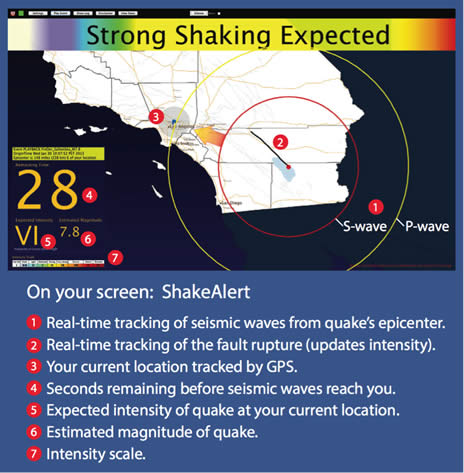 Strong Shaking Expected
3
2
28
4
Expected Intensity
Estimated Magnitude
VI
5
7.8
6
1
S-wave
P-wave
7
On your screen: ShakeAlert
1 Real-time tracking of seismic waves from quake's epicenter.
2 Real-time tracking of the fault rupture (updates intensity).
3 Your current location tracked by GPS.
4 Seconds remaining before seismic waves reach you.
5 Expected intensity of quake at your current location.
6 Estimated magnitude of quake.
7 Intensity scale.